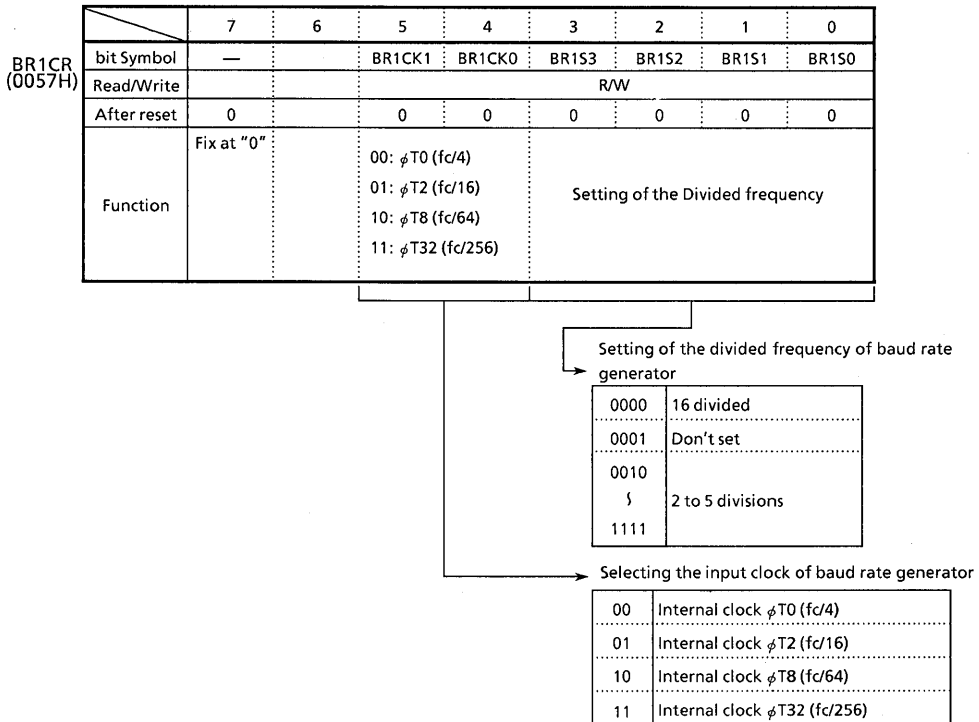 7 6 5 4 3 2 1 0
BR1CR
(0057H)
bit Symbol — BR1CK1 BR1CK0 BR1S3 BR1S2 BR1S1 BR1S0
Read/Write R/W
After reset 0 0 0 0 0 0 0
Function
Fix at "0"
00: φT0 (fc/4)
01: φT2 (fc/16)
10: φT8 (fc/64)
11: φT32 (fc/256)
Setting of the Divided frequency
Setting of the divided frequency of baud rate
generator
0000 16 divided
0001 Don't set
0010
≀ 2 to 5 divisions
1111
Selecting the input clock of baud rate generator
00 Internal clock φT0 (fc/4)
01 Internal clock φT2 (fc/16)
10 Internal clock φT8 (fc/64)
11 Internal clock φT32 (fc/256)